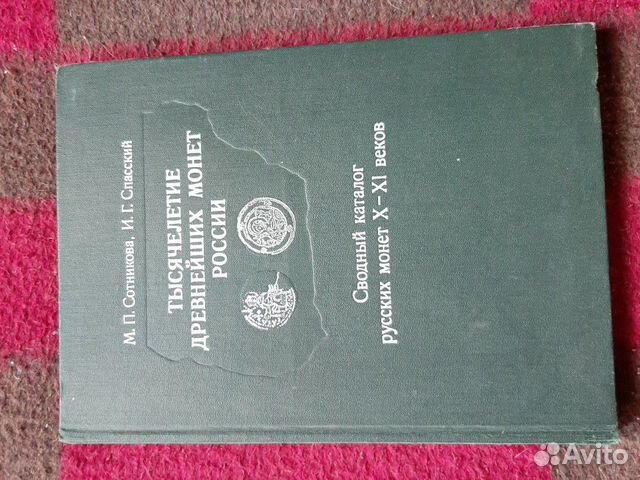 М. П. Сотникова, И. Г. Спасский
ТЫСЯЧЕЛЕТИЕ
ДРЕВНЕЙШИХ МОНЕТ
РОССИИ
Сводный каталог
русских монет X–XI веков
Avito